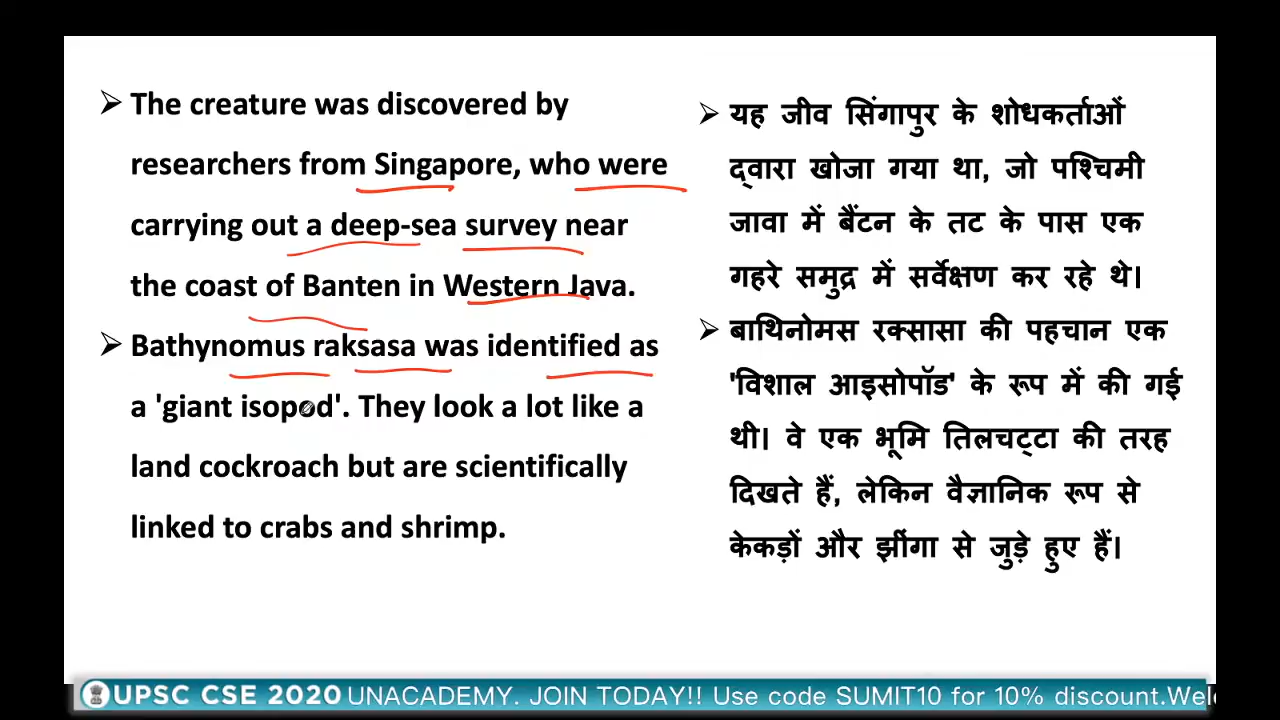 ➢ The creature was discovered by
researchers from Singapore, who were
carrying out a deep-sea survey near
the coast of Banten in Western Java.
➢ Bathynomus raksasa was identified as
a 'giant isopod'. They look a lot like a
land cockroach but are scientifically
linked to crabs and shrimp.
➢ यह जीव सिंगापुर के शोधकर्ताओं
द्वारा खोजा गया था, जो पश्चिमी
जावा में बैंटन के तट के पास एक
गहरे समुद्र में सर्वेक्षण कर रहे थे।
➢ बाथिनोमस रक्सासा की पहचान एक
'विशाल आइसोपॉड' के रूप में की गई
थी। वे एक भूमि तिलचट्टा की तरह
दिखते हैं, लेकिन वैज्ञानिक रूप से
केकड़ों और झींगा से जुड़े हुए हैं।
UPSC CSE 2020 UNACADEMY. JOIN TODAY!! Use code SUMIT10 for 10% discount.Wel